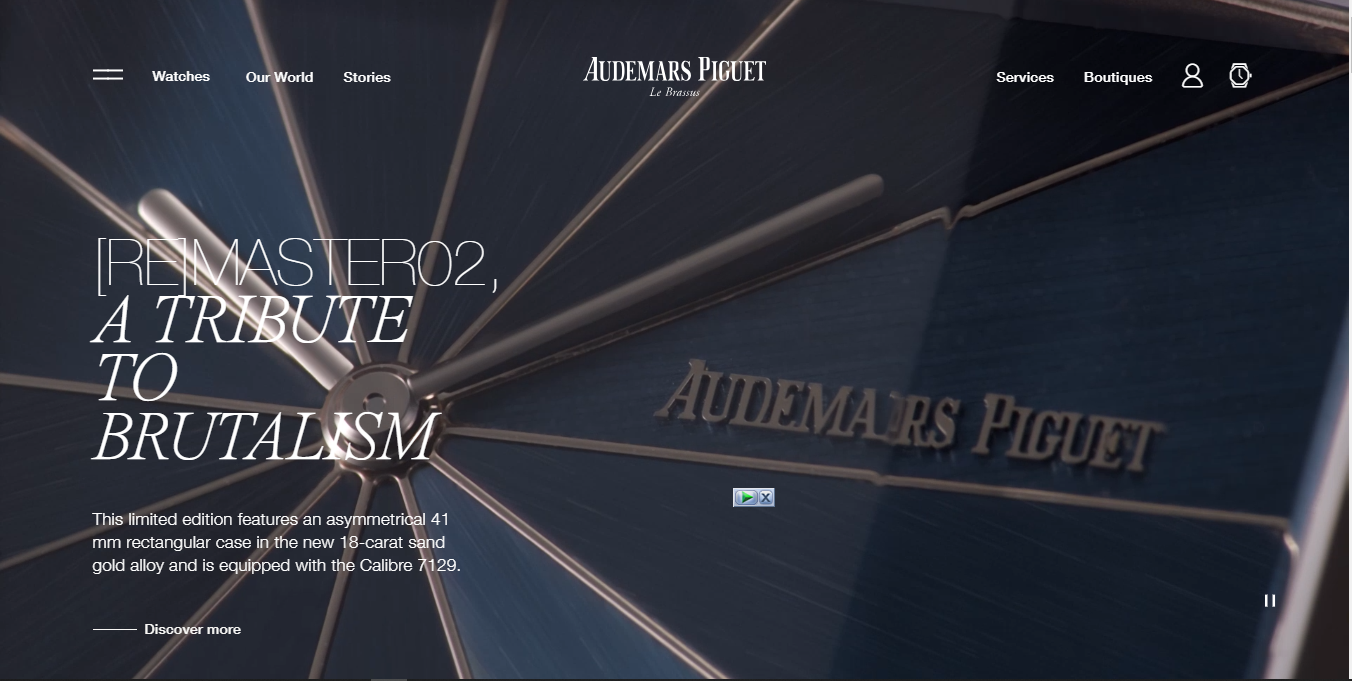 Watches
Our World
Stories
AUDEMARS PIGUET
Le Brassus
Services
Boutiques
[RE]MASTER02,
A TRIBUTE
TO
BRUTALISM
AUDEMARS PIGUET
This limited edition features an asymmetrical 41
mm rectangular case in the new 18-carat sand
gold alloy and is equipped with the Calibre 7129.
Discover more